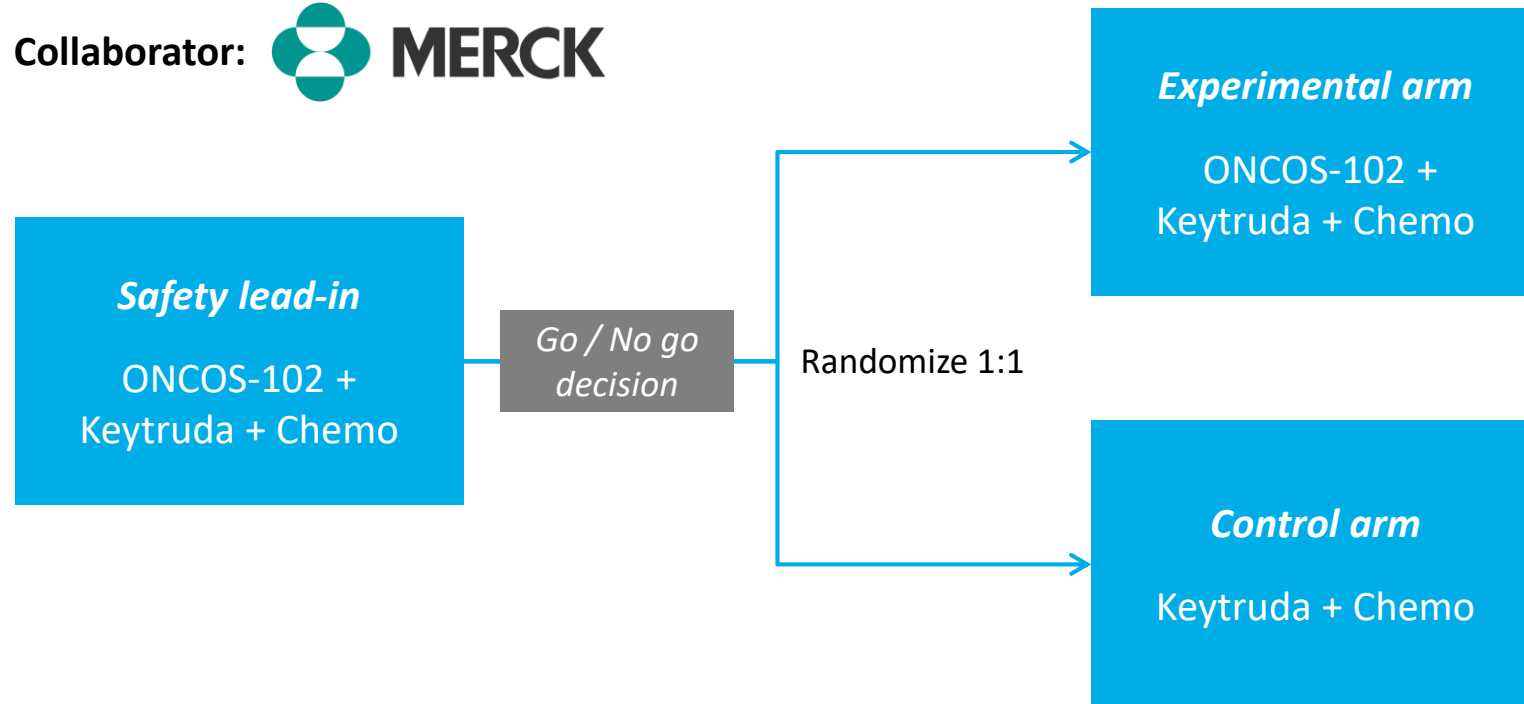 Collaborator:
MERCK
Safety lead-in
ONCOS-102 +
Keytruda + Chemo
Go / No go
decision
Randomize 1:1
Experimental arm
ONCOS-102 +
Keytruda + Chemo
Control arm
Keytruda + Chemo